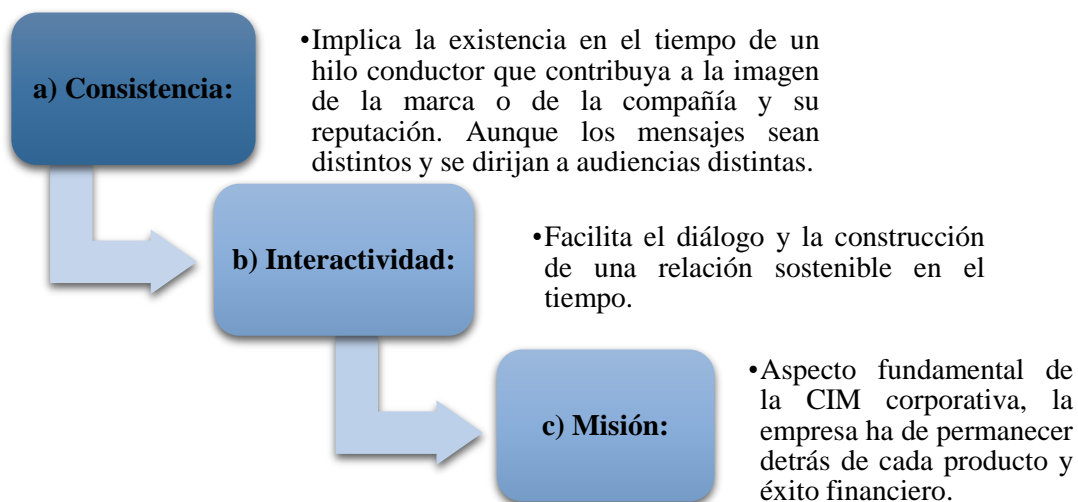 a) Consistencia:
•Implica la existencia en el tiempo de un
hilo conductor que contribuya a la imagen
de la marca o de la compañía y su
reputación. Aunque los mensajes sean
distintos y se dirijan a audiencias distintas.
b) Interactividad:
•Facilita el diálogo y la construcción
de una relación sostenible en el
tiempo.
c) Misión:
•Aspecto fundamental de
la CIM corporativa, la
empresa ha de permanecer
detrás de cada producto y
éxito financiero.